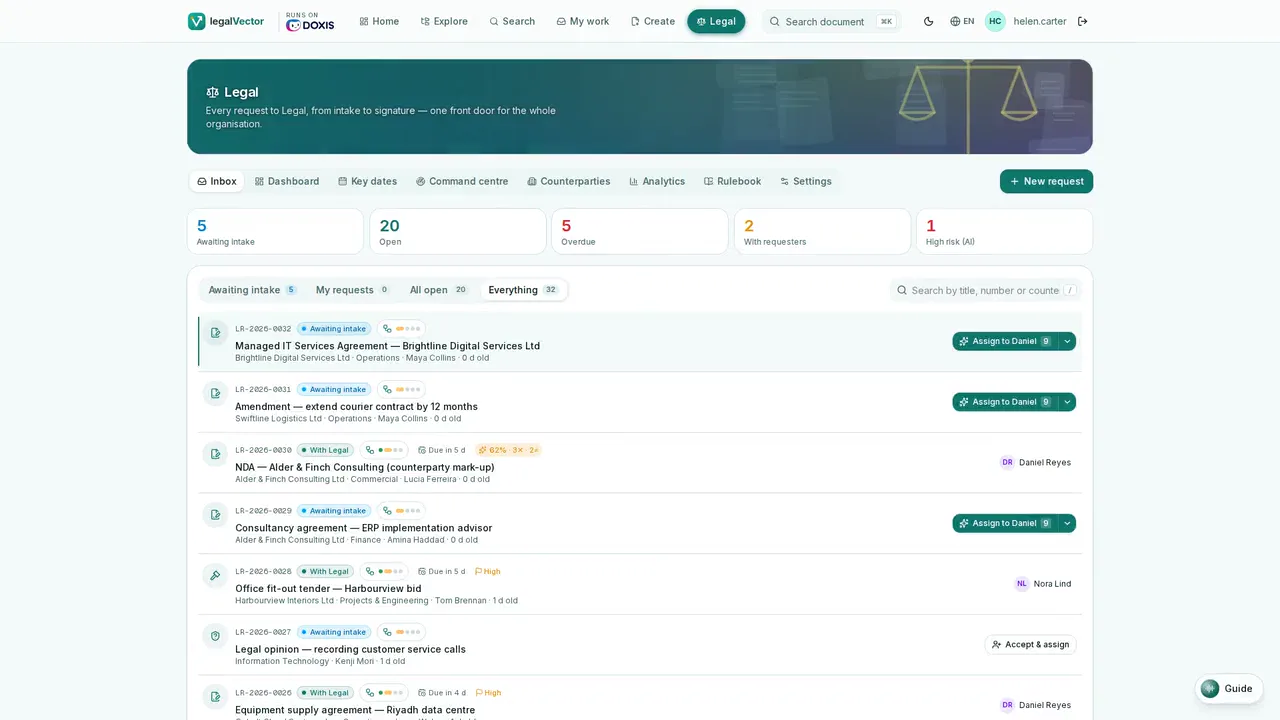 legalVector
RUNS ON
DOXIS
Home
Explore
Search
My work
Create
Legal
Search document
⌘K
EN
HC
helen.carter
Legal
Every request to Legal, from intake to signature — one front door for the whole
organisation.
Inbox
Dashboard
Key dates
Command centre
Counterparties
Analytics
Rulebook
Settings
New request
5
Awaiting intake
20
Open
5
Overdue
2
With requesters
1
High risk (AI)
Awaiting intake 5
My requests 0
All open 20
Everything 32
Search by title, number or counte /
LR-2026-0032 Awaiting intake
Managed IT Services Agreement — Brightline Digital Services Ltd
Brightline Digital Services Ltd · Operations · Maya Collins · 0 d old
Assign to Daniel 9
LR-2026-0031 Awaiting intake
Amendment — extend courier contract by 12 months
Swiftline Logistics Ltd · Operations · Maya Collins · 0 d old
Assign to Daniel 9
LR-2026-0030 With Legal Due in 5 d 62% · 3× ·
NDA — Alder & Finch Consulting (counterparty mark-up)
Alder & Finch Consulting Ltd · Commercial · Lucia Ferreira · 0 d old
DR Daniel Reyes
LR-2026-0029 Awaiting intake
Consultancy agreement — ERP implementation advisor
Alder & Finch Consulting Ltd · Finance · Amina Haddad · 0 d old
Assign to Daniel 9
LR-2026-0028 With Legal Due in 5 d High
Office fit-out tender — Harbourview bid
Harbourview Interiors Ltd · Projects & Engineering · Tom Brennan · 1 d old
NL Nora Lind
LR-2026-0027 Awaiting intake
Legal opinion — recording customer service calls
Information Technology · Kenji Mori · 1 d old
Accept & assign
LR-2026-0026 With Legal Due in 4 d High
Equipment supply agreement — Riyadh data centre
DR Daniel Reyes
Guide